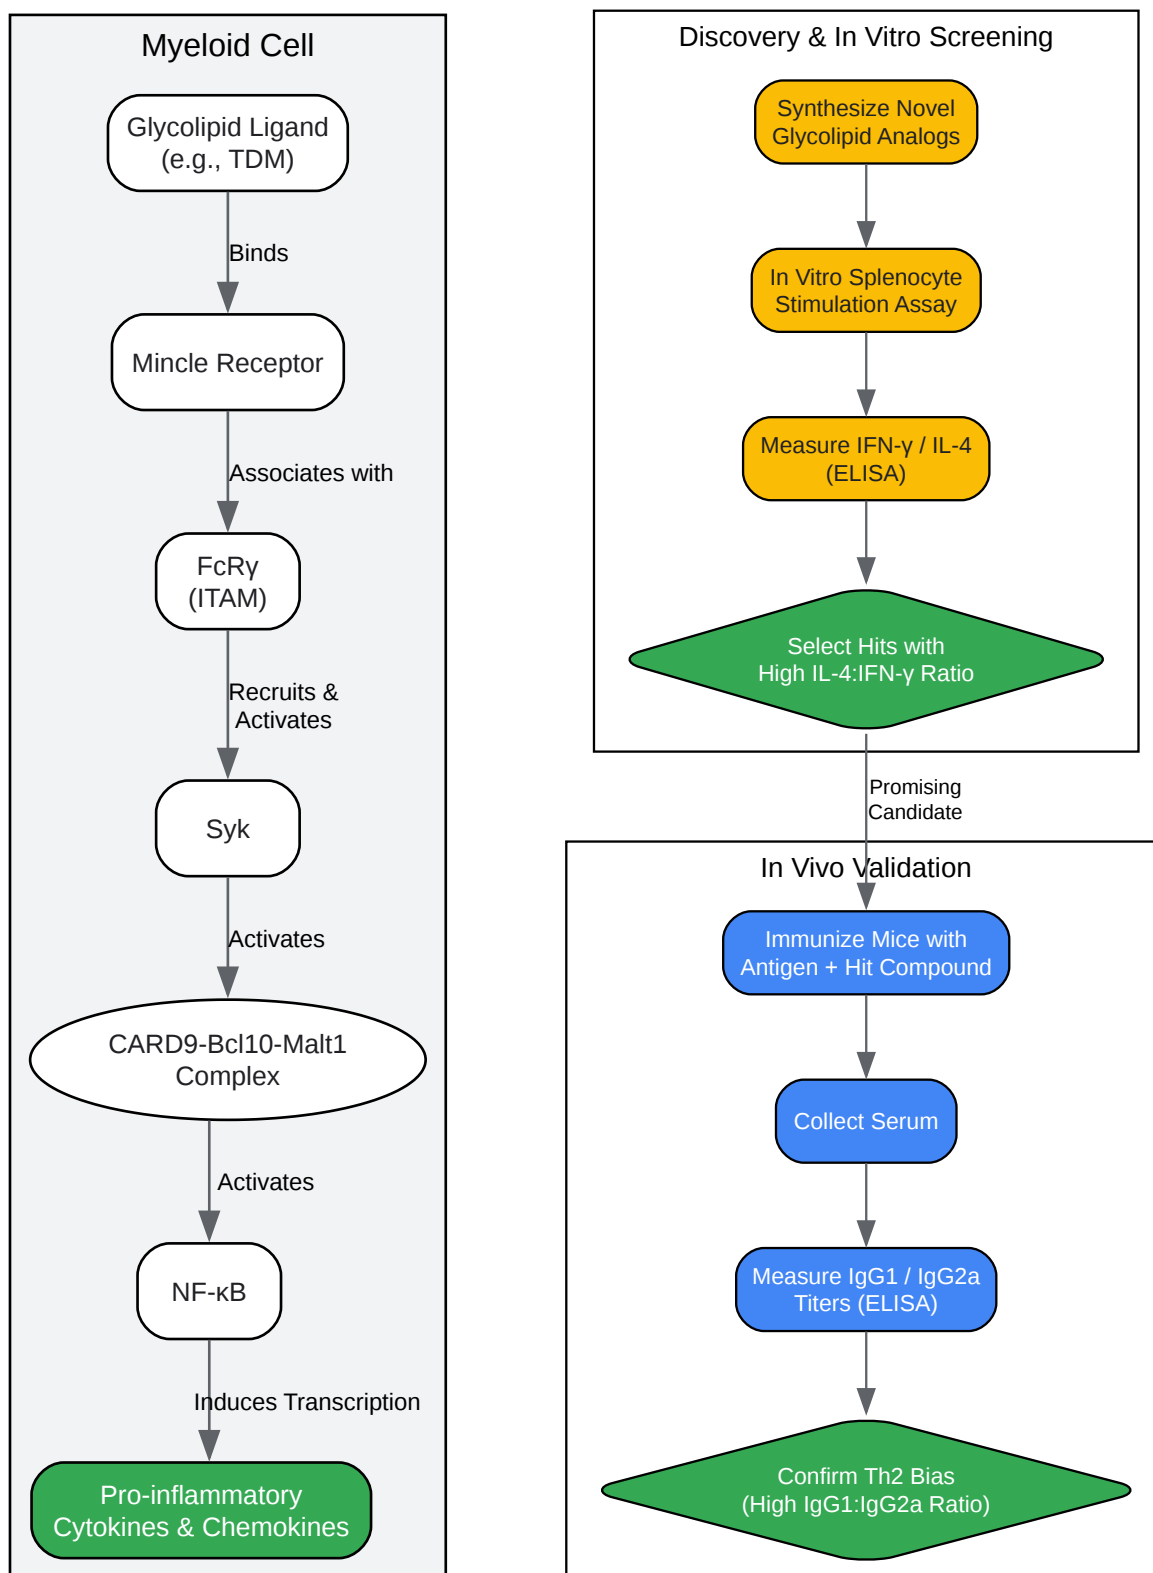 Myeloid Cell
Glycolipid Ligand
(e.g., TDM)
Binds
Mincle Receptor
Associates with
FcRγ
(ITAM)
Recruits &
Activates
Syk
Activates
CARD9-Bcl10-Malt1
Complex
Activates
NF-κB
Induces Transcription
Pro-inflammatory
Cytokines & Chemokines
Discovery & In Vitro Screening
Synthesize Novel
Glycolipid Analogs
In Vitro Splenocyte
Stimulation Assay
Measure IFN-γ / IL-4
(ELISA)
Select Hits with
High IL-4:IFN-γ Ratio
Promising
Candidate
In Vivo Validation
Immunize Mice with
Antigen + Hit Compound
Collect Serum
Measure IgG1 / IgG2a
Titers (ELISA)
Confirm Th2 Bias
(High IgG1:IgG2a Ratio)